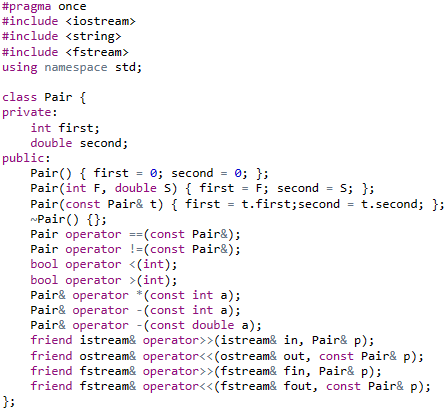 #pragma once
#include <iostream>
#include <string>
#include <fstream>
using namespace std;

class Pair {
private:
    int first;
    double second;
public:
    Pair() { first = 0; second = 0; };
    Pair(int F, double S) { first = F; second = S; };
    Pair(const Pair& t) { first = t.first;second = t.second; };
    ~Pair() {};
    Pair operator ==(const Pair&);
    Pair operator !=(const Pair&);
    bool operator <(int);
    bool operator >(int);
    Pair& operator *(const int a);
    Pair& operator -(const int a);
    Pair& operator -(const double a);
    friend istream& operator>>(istream& in, Pair& p);
    friend ostream& operator<<(ostream& out, const Pair& p);
    friend fstream& operator>>(fstream& fin, Pair& p);
    friend fstream& operator<<(fstream& fout, const Pair& p);
};